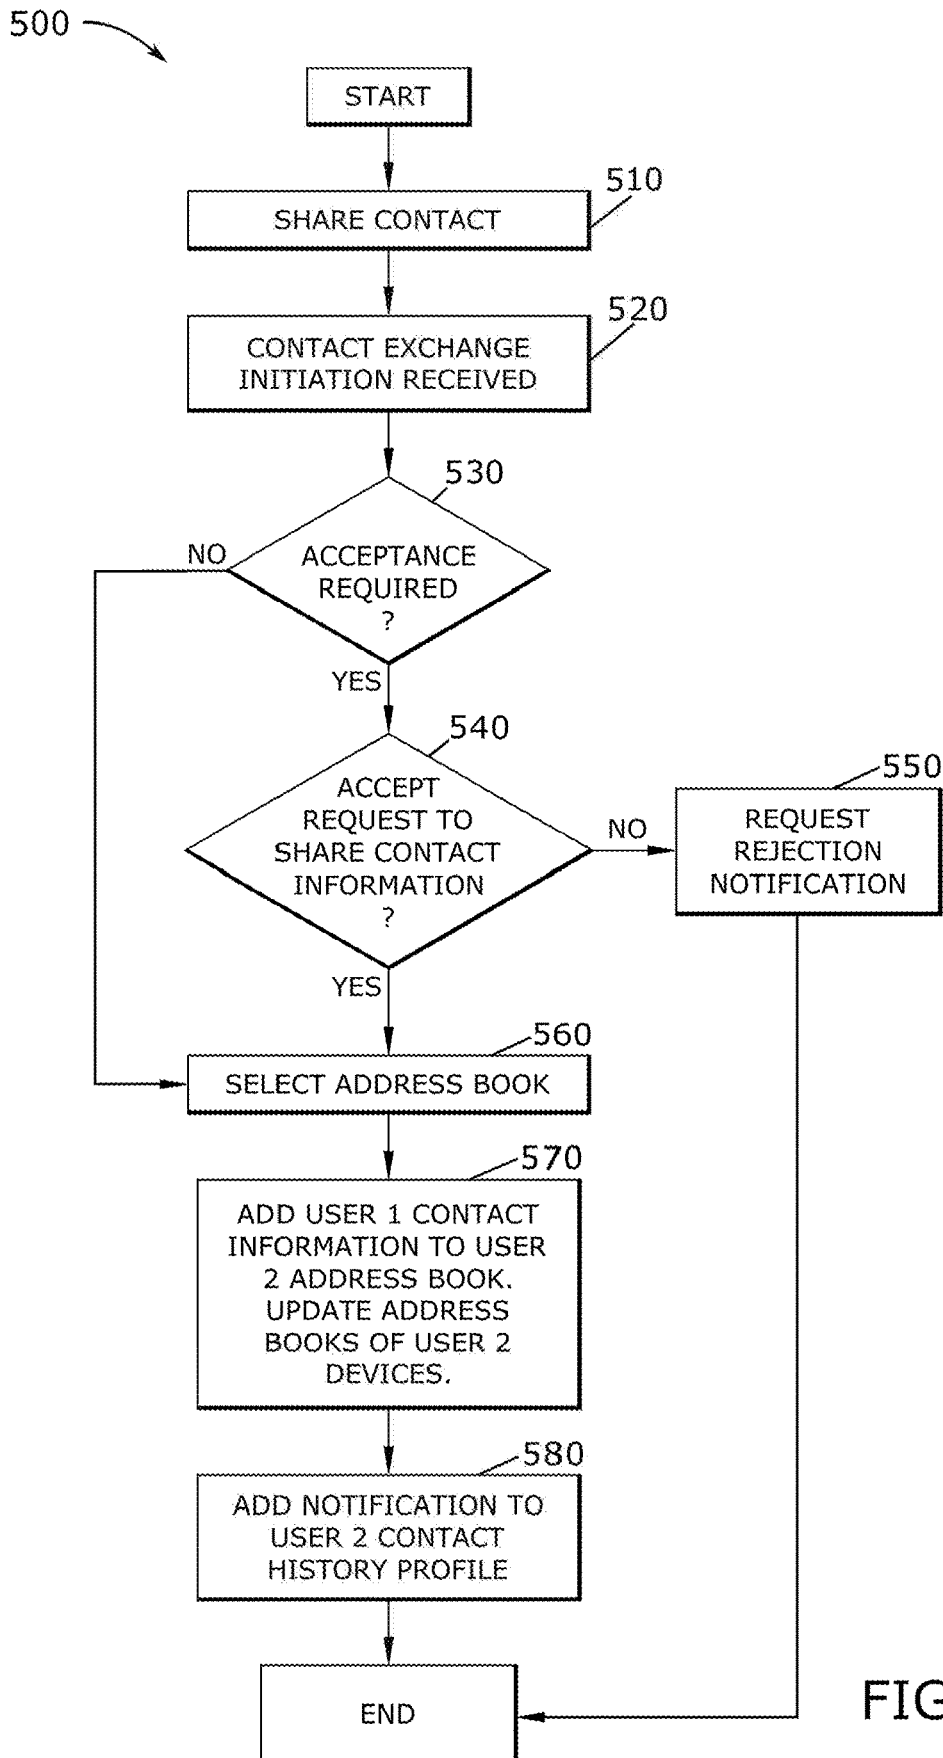 500
START
510
SHARE CONTACT
520
CONTACT EXCHANGE
INITIATION RECEIVED
530
NO
ACCEPTANCE
REQUIRED
?
YES
540
ACCEPT
REQUEST TO
SHARE CONTACT
INFORMATION
?
NO
550
REQUEST
REJECTION
NOTIFICATION
YES
560
SELECT ADDRESS BOOK
570
ADD USER 1 CONTACT
INFORMATION TO USER
2 ADDRESS BOOK.
UPDATE ADDRESS
BOOKS OF USER 2
DEVICES.
580
ADD NOTIFICATION TO
USER 2 CONTACT
HISTORY PROFILE
END
FIG